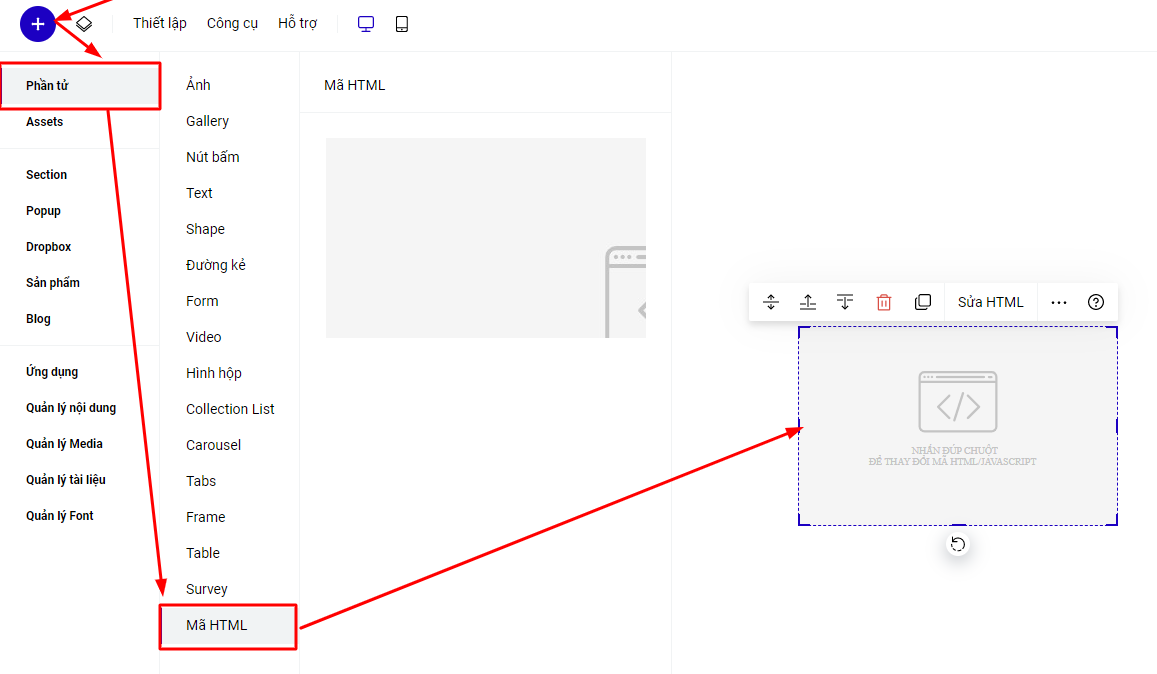 Thiết lập Công cụ Hỗ trợ
Phần tử
Assets
Section
Popup
Dropbox
Sản phẩm
Blog
Ứng dụng
Quản lý nội dung
Quản lý Media
Quản lý tài liệu
Quản lý Font
Ảnh
Gallery
Nút bấm
Text
Shape
Đường kẻ
Form
Video
Hình hộp
Collection List
Carousel
Tabs
Frame
Table
Survey
Mã HTML
Mã HTML
Sửa HTML
NHẤN ĐÚP CHUỘT
ĐỂ THAY ĐỔI MÃ HTML/JAVASCRIPT